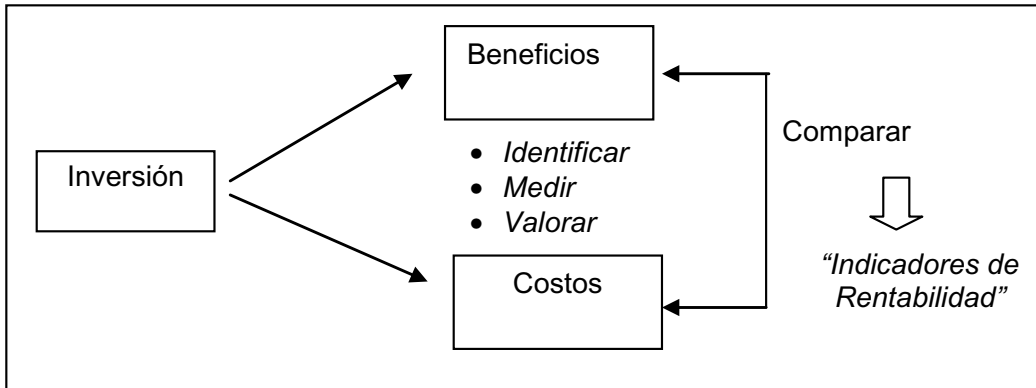 Beneficios
Inversión
• Identificar
• Medir
• Valorar
Costos
Comparar
“Indicadores de
Rentabilidad”